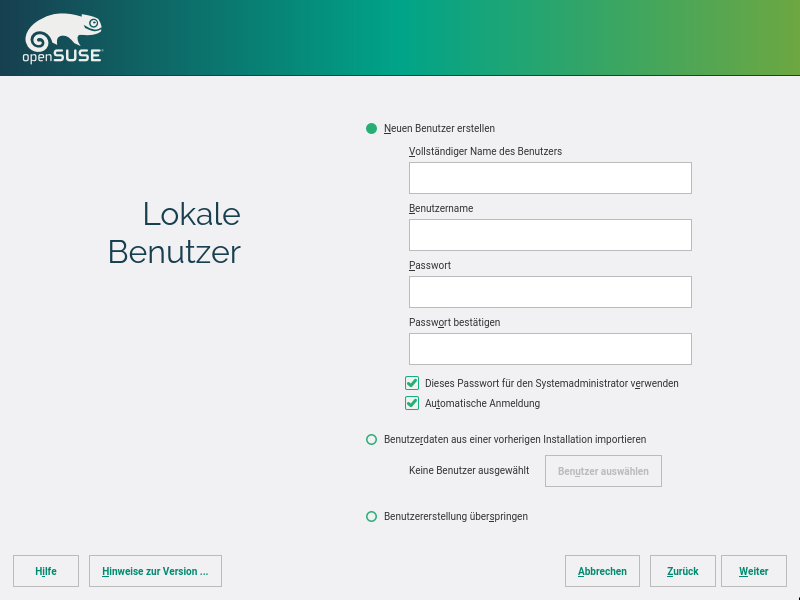 openSUSE
Neuen Benutzer erstellen
Vollständiger Name des Benutzers
Lokale
Benutzer
Benutzername
Passwort
Passwort bestätigen
Dieses Passwort für den Systemadministrator verwenden
Automatische Anmeldung
Benutzerdaten aus einer vorherigen Installation importieren
Keine Benutzer ausgewählt
Benutzer auswählen
Benutzererstellung überspringen
Hilfe
Hinweise zur Version ...
Abbrechen
Zurück
Weiter